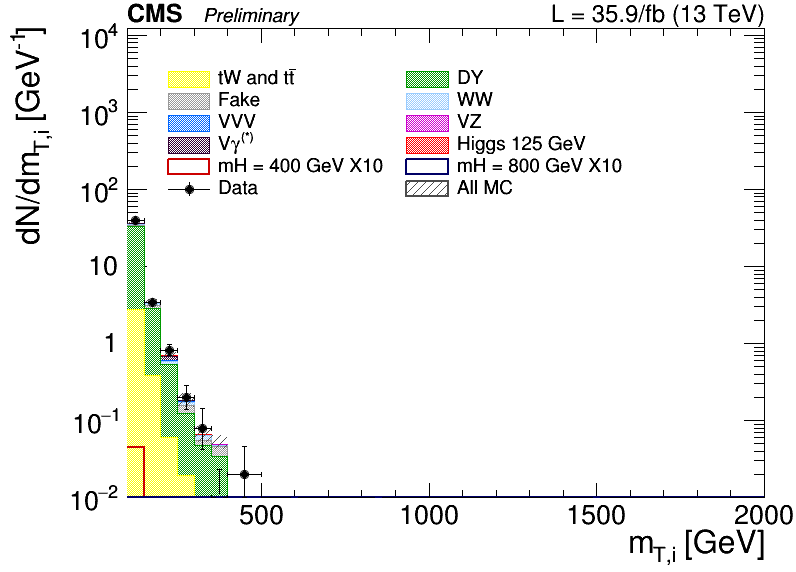 CMS Preliminary L = 35.9/fb (13 TeV)
dN/dm_{T,i} [GeV^{-1}]
10^4
10^3
10^2
10
1
10^{-1}
10^{-2}
tW and tt̄ DY
Fake WW
VVV VZ
Vγ^{(*)} Higgs 125 GeV
mH = 400 GeV X10 mH = 800 GeV X10
Data All MC
500 1000 1500 2000
m_{T,i} [GeV]